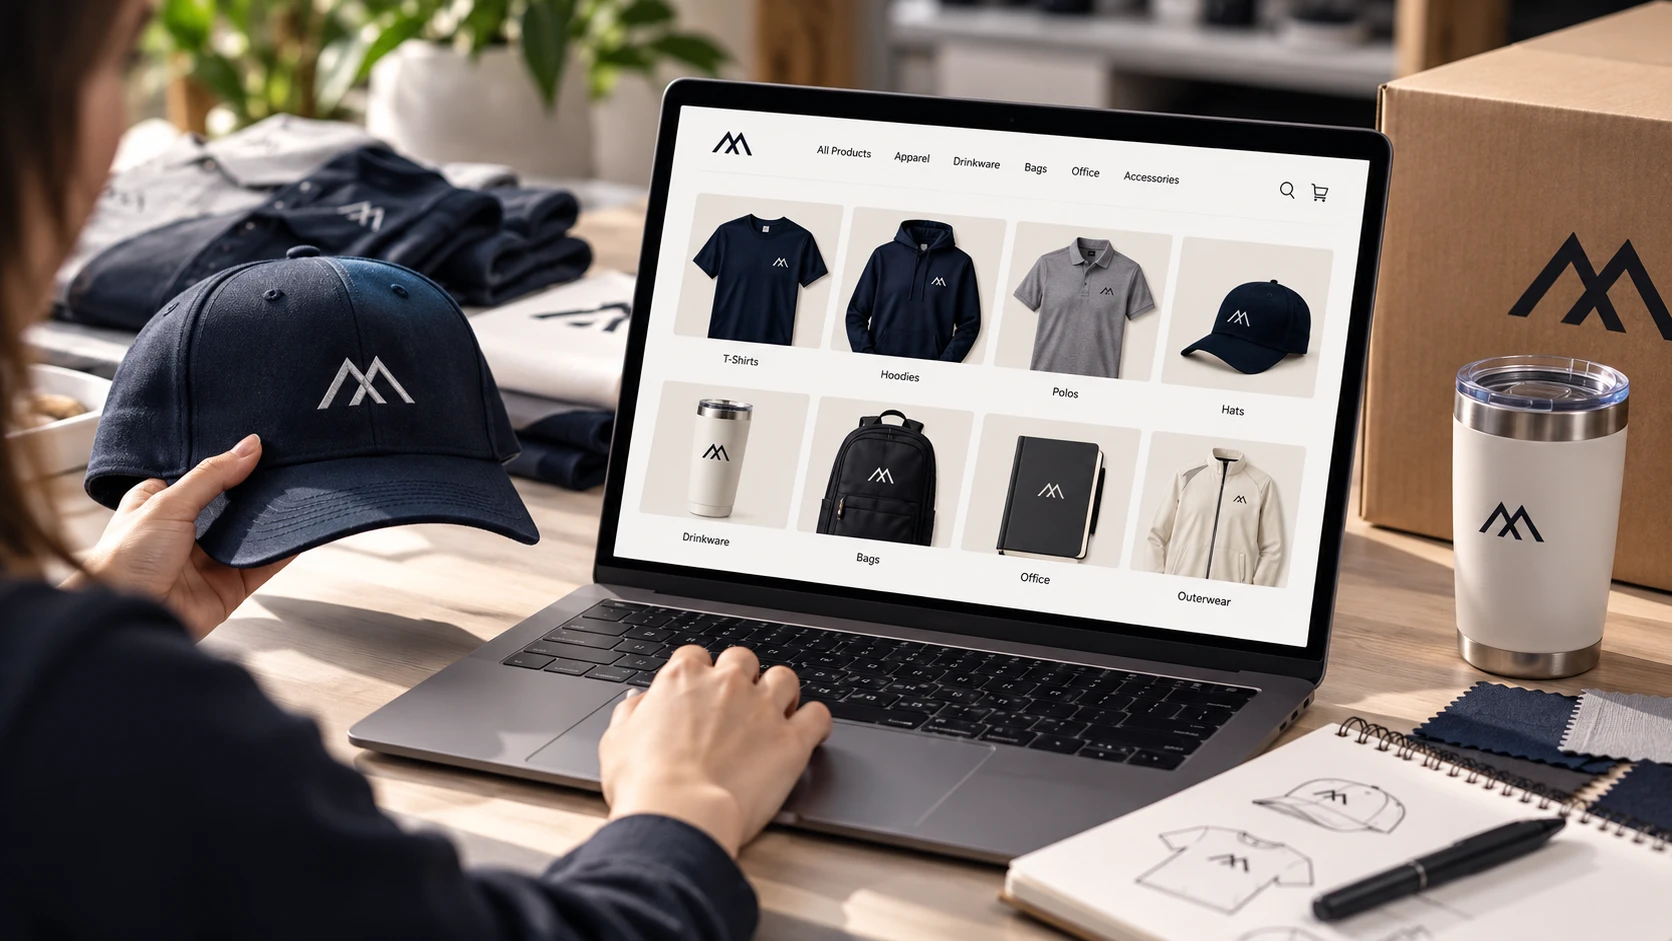 All Products Apparel Drinkware Bags Office Accessories
T-Shirts Hoodies Polos Hats
Drinkware Bags Office Outerwear